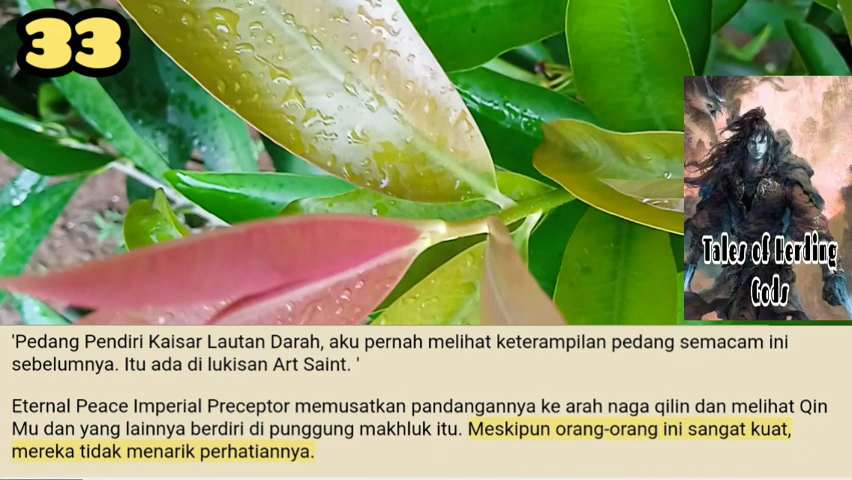 33
Tales of Herding
Gods
'Pedang Pendiri Kaisar Lautan Darah, aku pernah melihat keterampilan pedang semacam ini
sebelumnya. Itu ada di lukisan Art Saint. '
Eternal Peace Imperial Preceptor memusatkan pandangannya ke arah naga qilin dan melihat Qin
Mu dan yang lainnya berdiri di punggung makhluk itu. Meskipun orang-orang ini sangat kuat,
mereka tidak menarik perhatiannya.